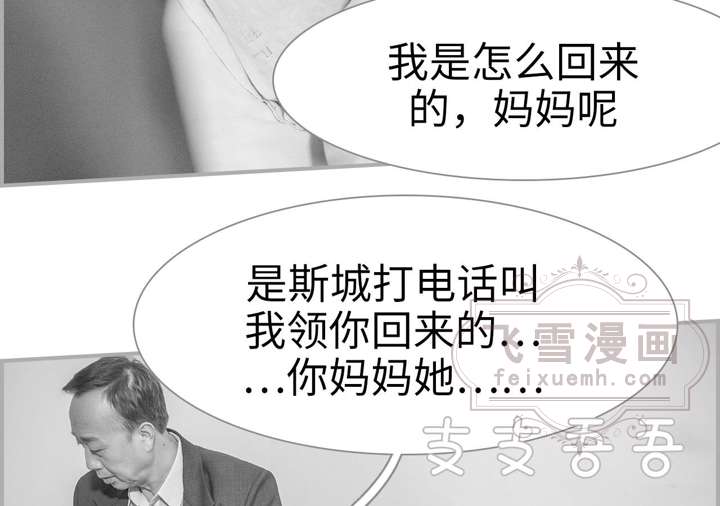 我是怎么回来
的，妈妈呢
是斯城打电话叫
我领你回来的…
…你妈妈她……
飞雪漫画
feixuemh.com
支支吾吾